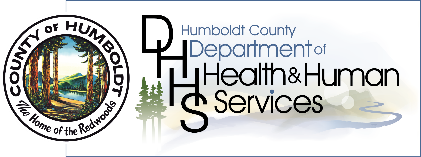 COUNTY OF HUMBOLDT
The Home of the Redwoods
DHHS
Humboldt County
Department of
Health & Human
Services